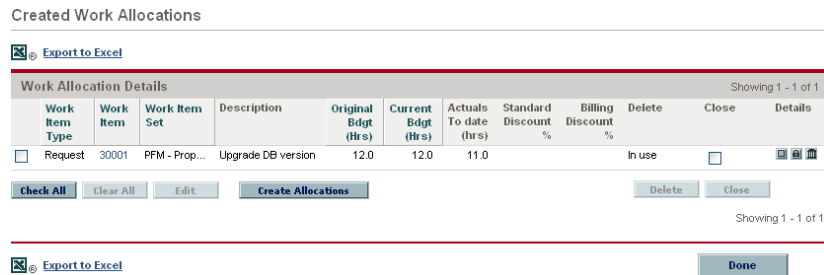 Created Work Allocations
® Export to Excel
Work Allocation Details Showing 1 - 1 of 1
Work Item Type Work Item Work Item Set Description Original Bdgt (Hrs) Current Bdgt (Hrs) Actuals To date (hrs) Standard Discount % Billing Discount % Delete Close Details
Request 30001 PFM - Prop... Upgrade DB version 12.0 12.0 11.0 In use
Check All Clear All Edit Create Allocations Delete Close
Showing 1 - 1 of 1
® Export to Excel Done